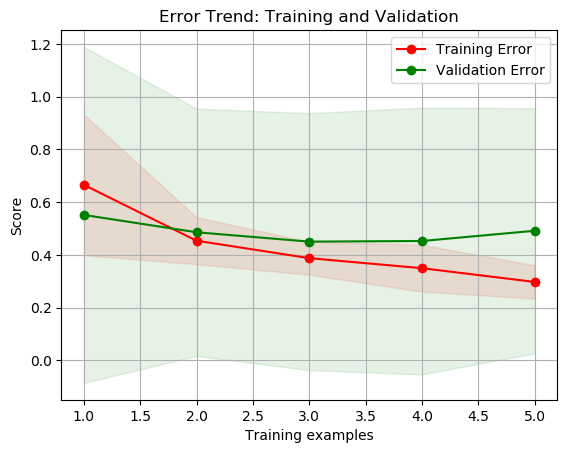 Error Trend: Training and Validation
Training Error
Validation Error
Score
1.2
1.0
0.8
0.6
0.4
0.2
0.0
1.0 1.5 2.0 2.5 3.0 3.5 4.0 4.5 5.0
Training examples